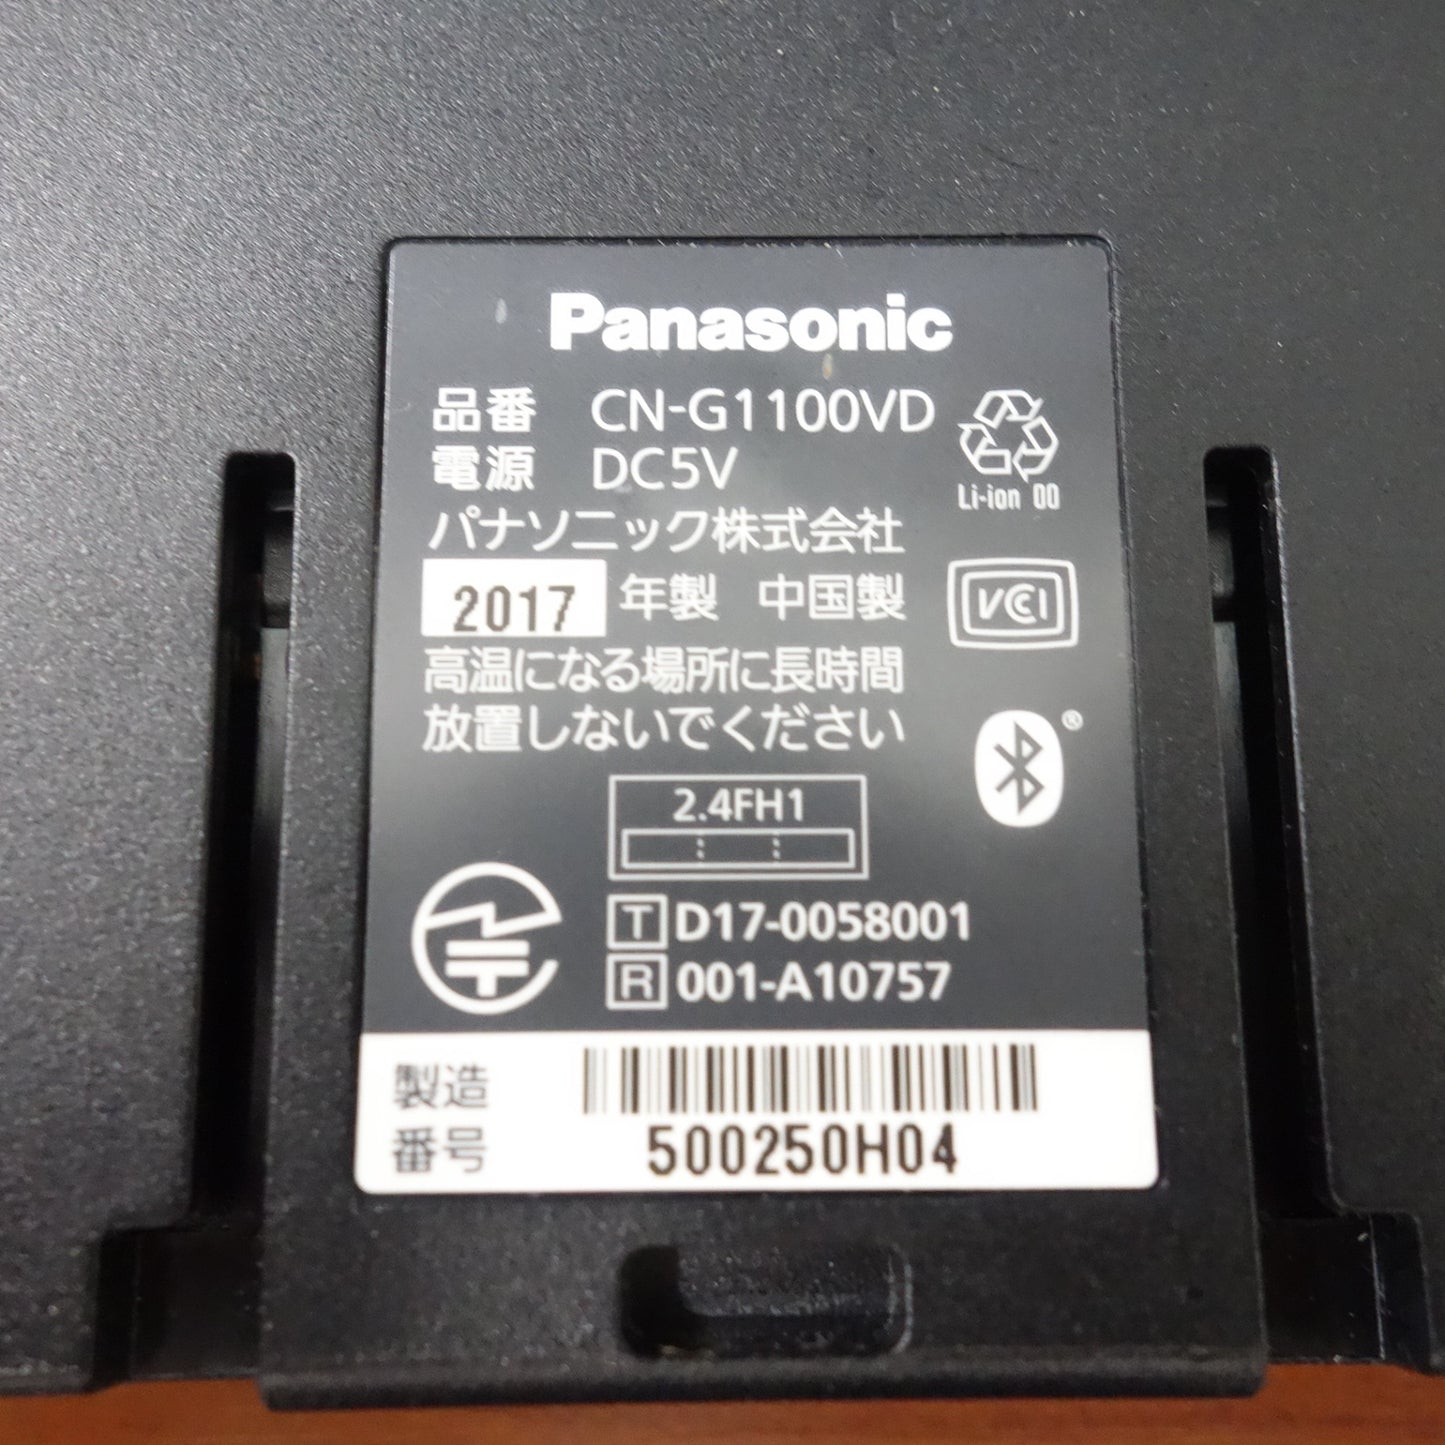 Panasonic
品番 CN-G1100VD
電源 DC5V
Li-ion 00
パナソニック株式会社
2017 年製 中国製
VCCI
高温になる場所に長時間
放置しないでください
®
2.4FH1
T D17-0058001
R 001-A10757
製造
番号
500250H04